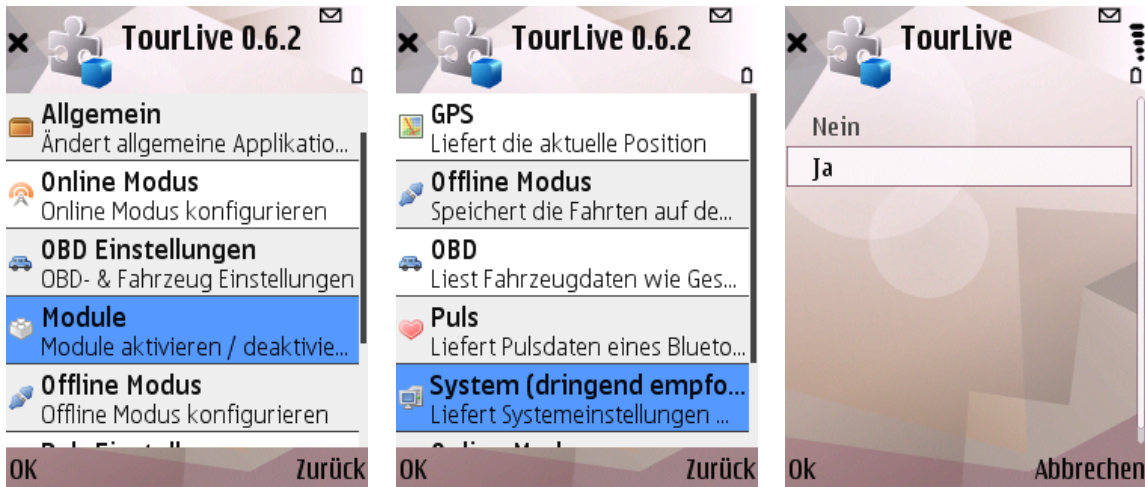 TourLive 0.6.2
Allgemein
Ändert allgemeine Applikatio...
Online Modus
Online Modus konfigurieren
OBD Einstellungen
OBD- & Fahrzeug Einstellungen
Module
Module aktivieren / deaktivie...
Offline Modus
Offline Modus konfigurieren
OK
Zurück
TourLive 0.6.2
GPS
Liefert die aktuelle Position
Offline Modus
Speichert die Fahrten auf de...
OBD
Liest Fahrzeugdaten wie Ges...
Puls
Liefert Pulsdaten eines Blueto...
System (dringend empfo...
Liefert Systemeinstellungen ...
OK
Zurück
TourLive
Nein
Ja
Ok
Abbrechen